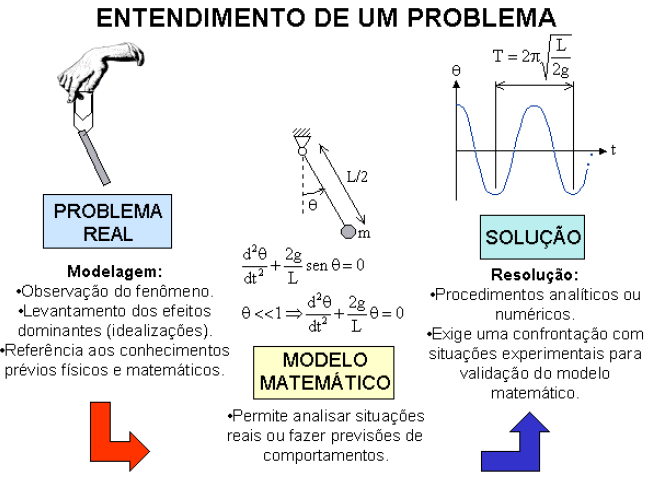 ENTENDIMENTO DE UM PROBLEMA
PROBLEMA
REAL
Modelagem:
•Observação do fenômeno.
•Levantamento dos efeitos
dominantes (idealizações).
•Referência aos conhecimentos
prévios físicos e matemáticos.
L/2
θ
m
d²θ/dt² + 2g/L sen θ = 0
θ << 1 ⇒ d²θ/dt² + 2g/L θ = 0
MODELO
MATEMÁTICO
•Permite analisar situações
reais ou fazer previsões de
comportamentos.
T = 2π√(L/2g)
θ
t
SOLUÇÃO
Resolução:
•Procedimentos analíticos ou
numéricos.
•Exige uma confrontação com
situações experimentais para
validação do modelo
matemático.